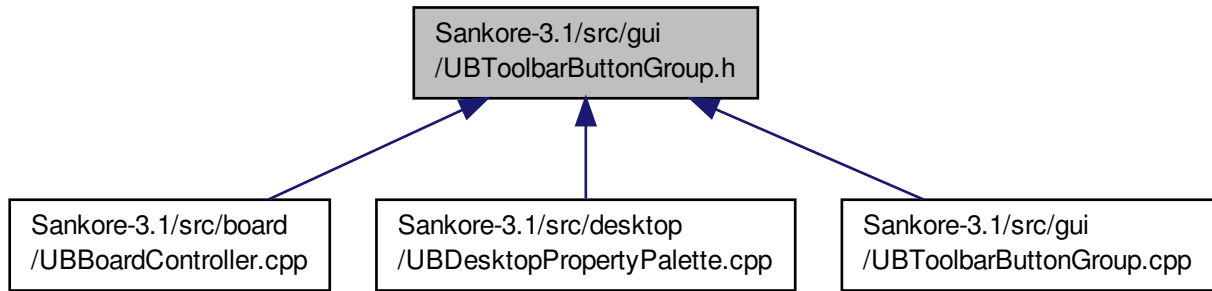 Sankore-3.1/src/gui
/UBToolbarButtonGroup.h
Sankore-3.1/src/board
/UBBoardController.cpp
Sankore-3.1/src/desktop
/UBDesktopPropertyPalette.cpp
Sankore-3.1/src/gui
/UBToolbarButtonGroup.cpp